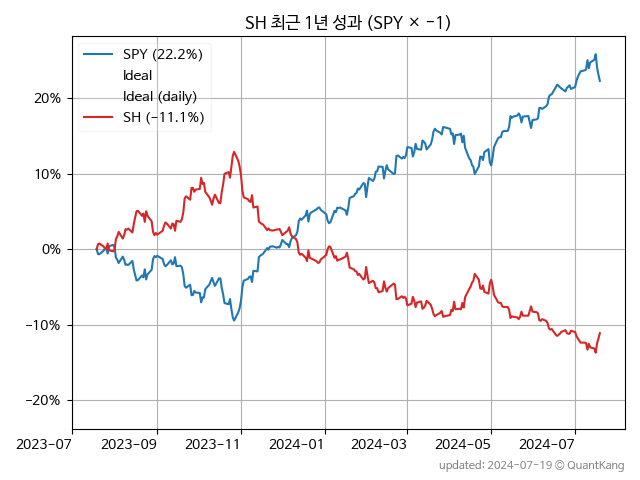 SH 최근 1년 성과 (SPY × −1)
SPY (22.2%)
Ideal
Ideal (daily)
SH (−11.1%)
20%
10%
0%
−10%
−20%
2023-07 2023-09 2023-11 2024-01 2024-03 2024-05 2024-07
updated: 2024-07-19 © QuantKang